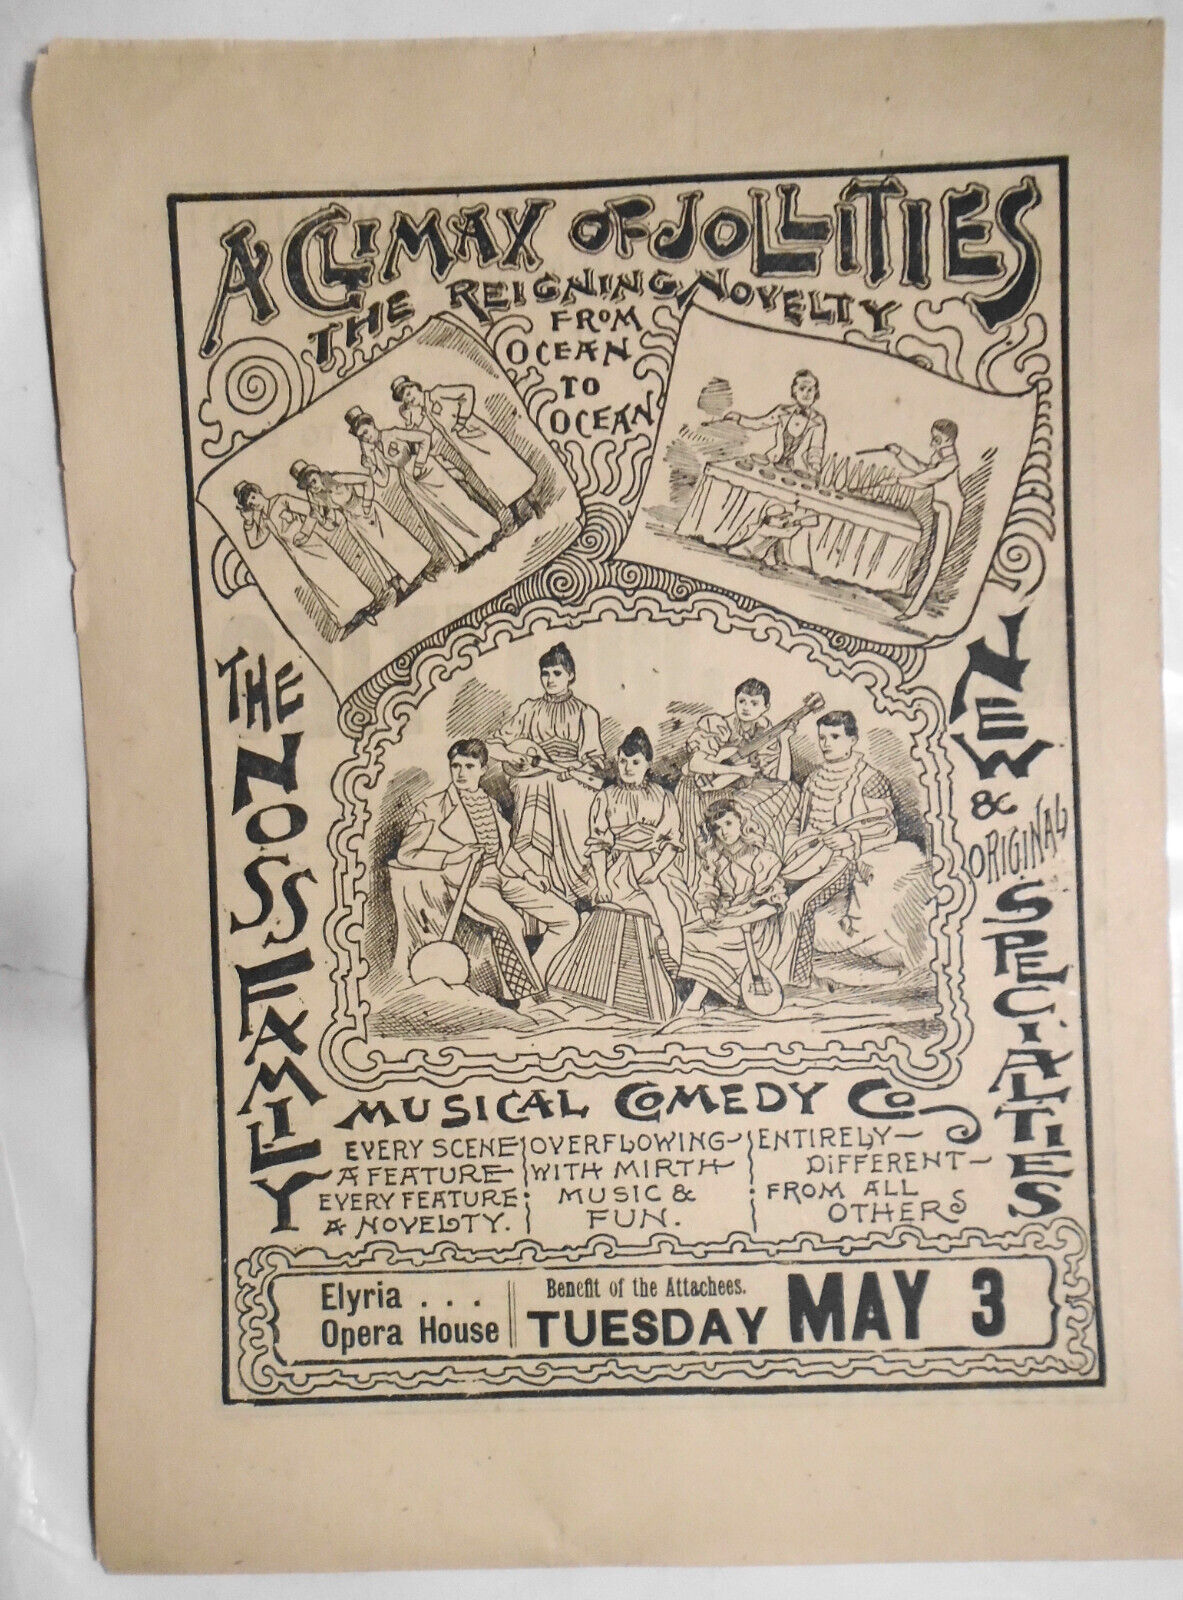 A CLIMAX OF JOLLITIES
THE REIGNING NOVELTY
FROM
OCEAN
TO
OCEAN
THE NOSS FAMILY
NEW & ORIGINAL SPECIALTIES
MUSICAL COMEDY CO
EVERY SCENE
A FEATURE
EVERY FEATURE
A NOVELTY.
OVERFLOWING
WITH MIRTH
MUSIC &
FUN.
ENTIRELY
DIFFERENT
FROM ALL
OTHERS
Elyria . . .
Opera House
Benefit of the Attachees.
TUESDAY MAY 3